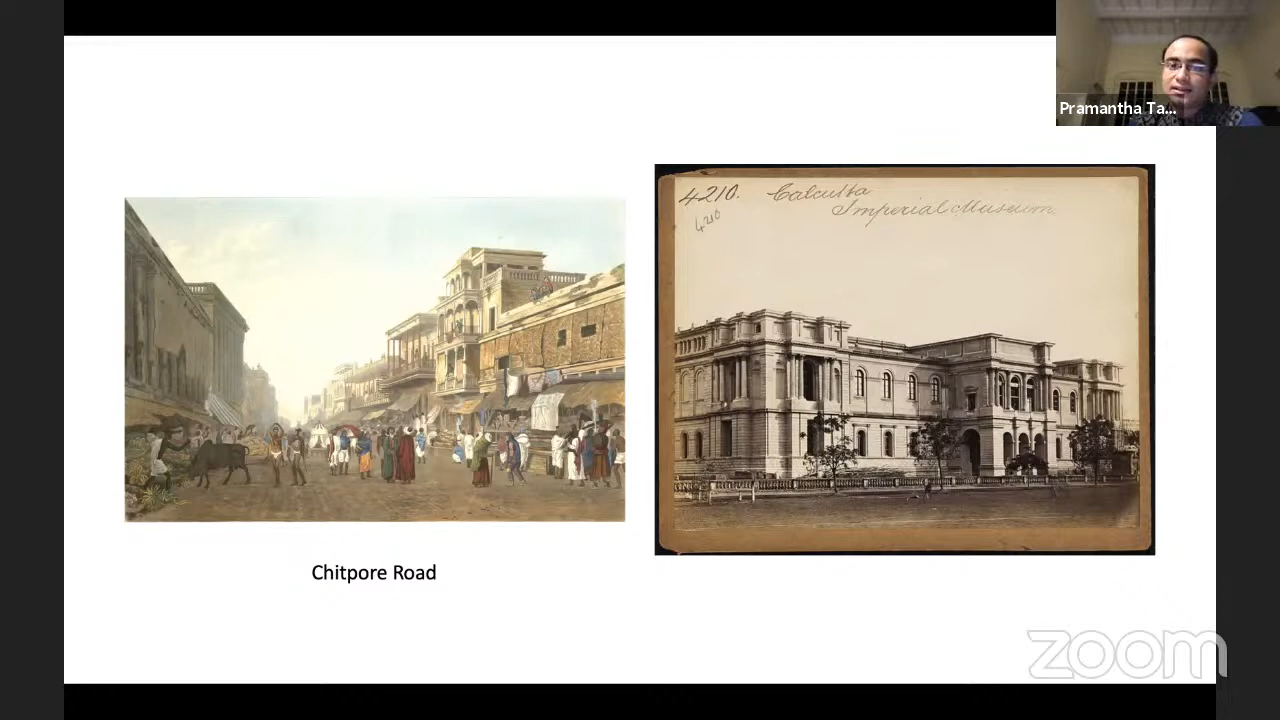 Pramantha Ta...
4210. Calcutta
Imperial Museum
4210
Chitpore Road
zoom